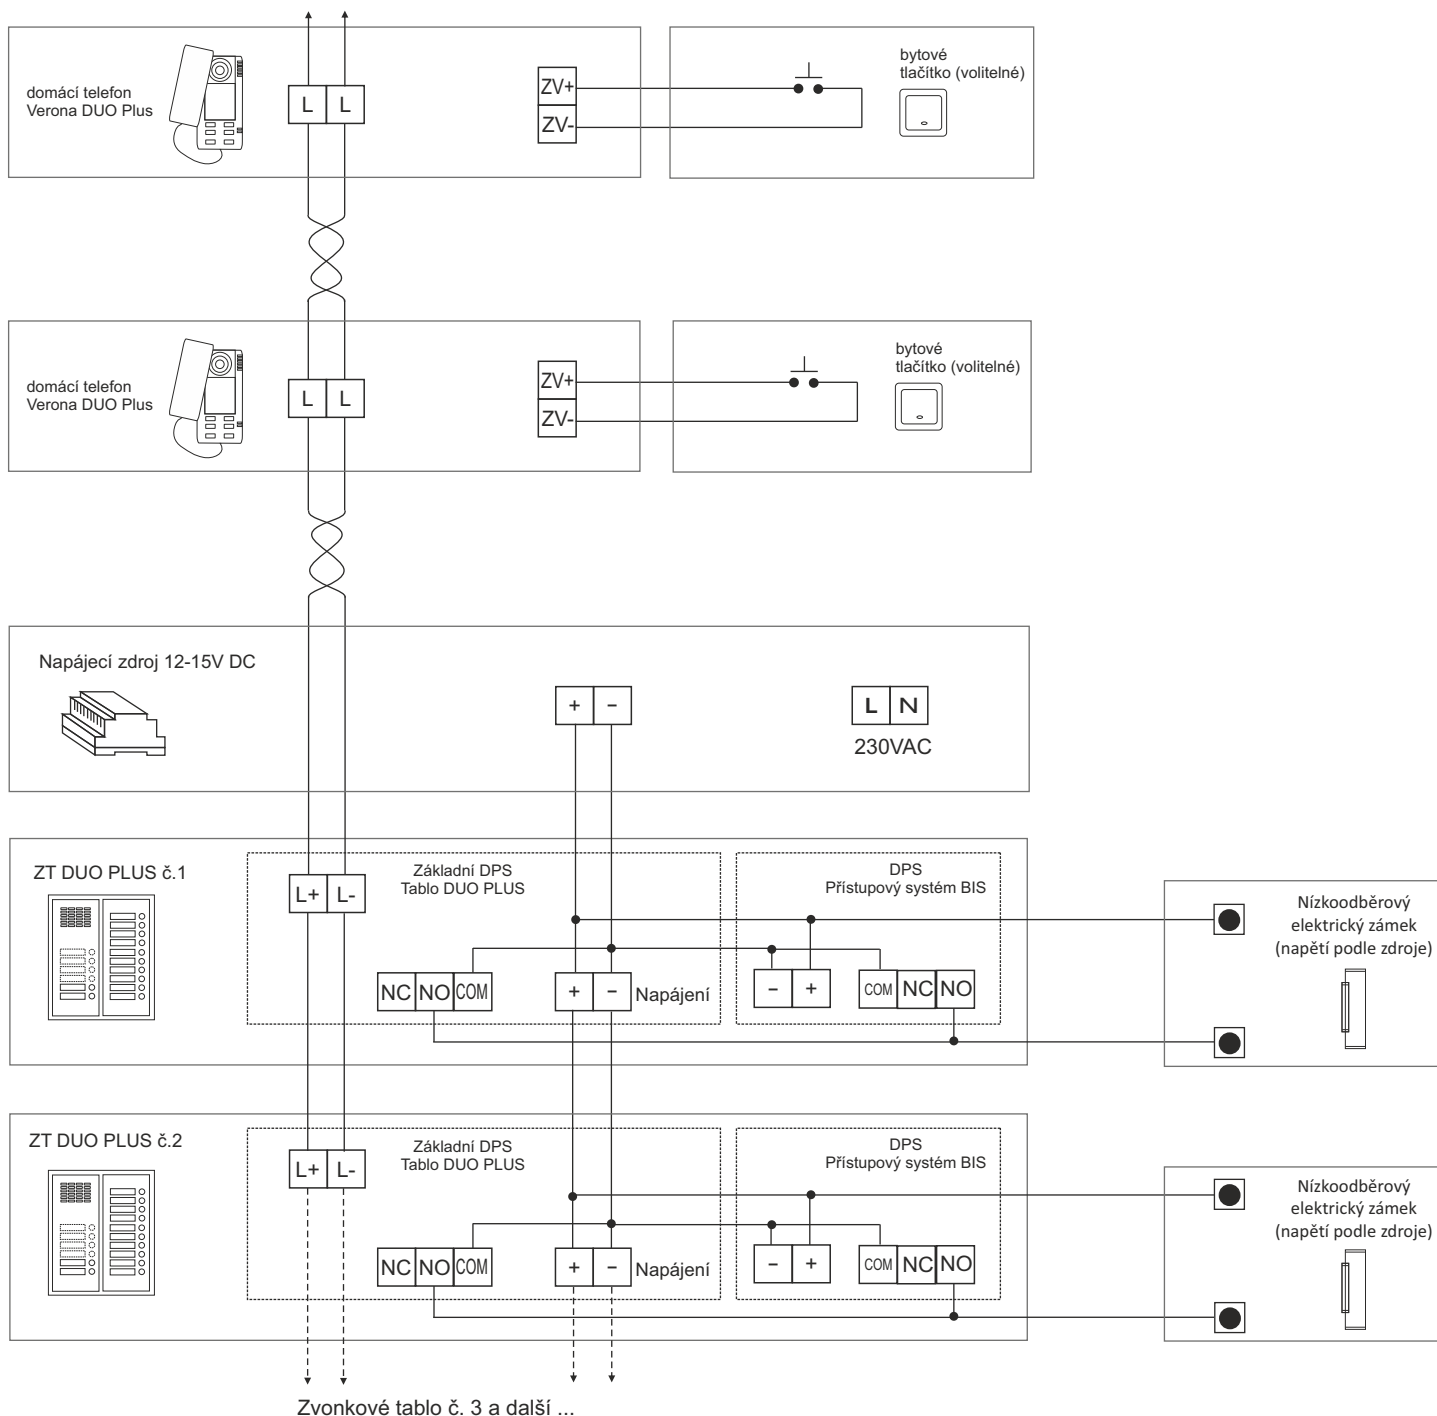 domácí telefon
Verona DUO Plus
L L
ZV+
ZV-
bytové
tlačítko (volitelné)
domácí telefon
Verona DUO Plus
L L
ZV+
ZV-
bytové
tlačítko (volitelné)
Napájecí zdroj 12-15V DC
+ −
L N
230VAC
ZT DUO PLUS č.1
L+ L-
Základní DPS
Tablo DUO PLUS
NC NO COM
+ − Napájení
DPS
Přístupový systém BIS
− +
COM NC NO
Nízkoodběrový
elektrický zámek
(napětí podle zdroje)
ZT DUO PLUS č.2
L+ L-
Základní DPS
Tablo DUO PLUS
NC NO COM
+ − Napájení
DPS
Přístupový systém BIS
− +
COM NC NO
Nízkoodběrový
elektrický zámek
(napětí podle zdroje)
Zvonkové tablo č. 3 a další ...